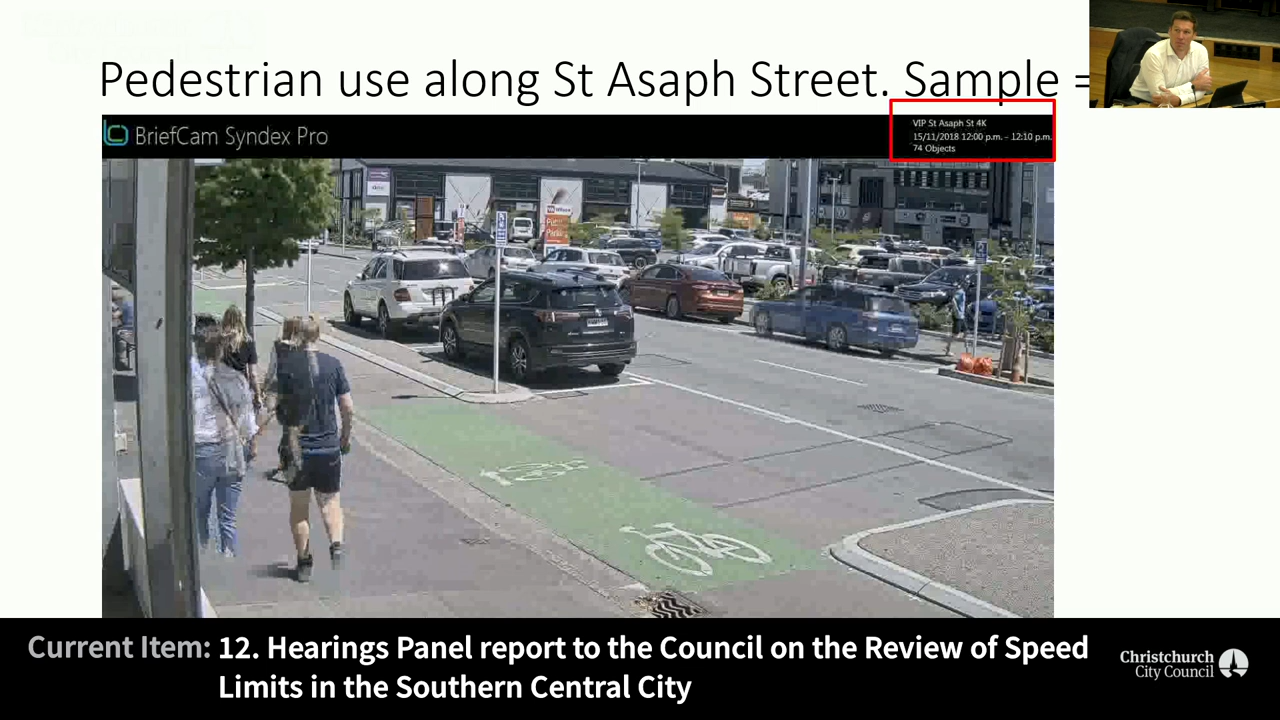 Pedestrian use along St Asaph Street. Sample =
BriefCam Syndex Pro
VIP St Asaph St 4K
15/11/2018 12:00 p.m. - 12:10 p.m.
74 Objects
Current Item: 12. Hearings Panel report to the Council on the Review of Speed
Limits in the Southern Central City
Christchurch
City Council